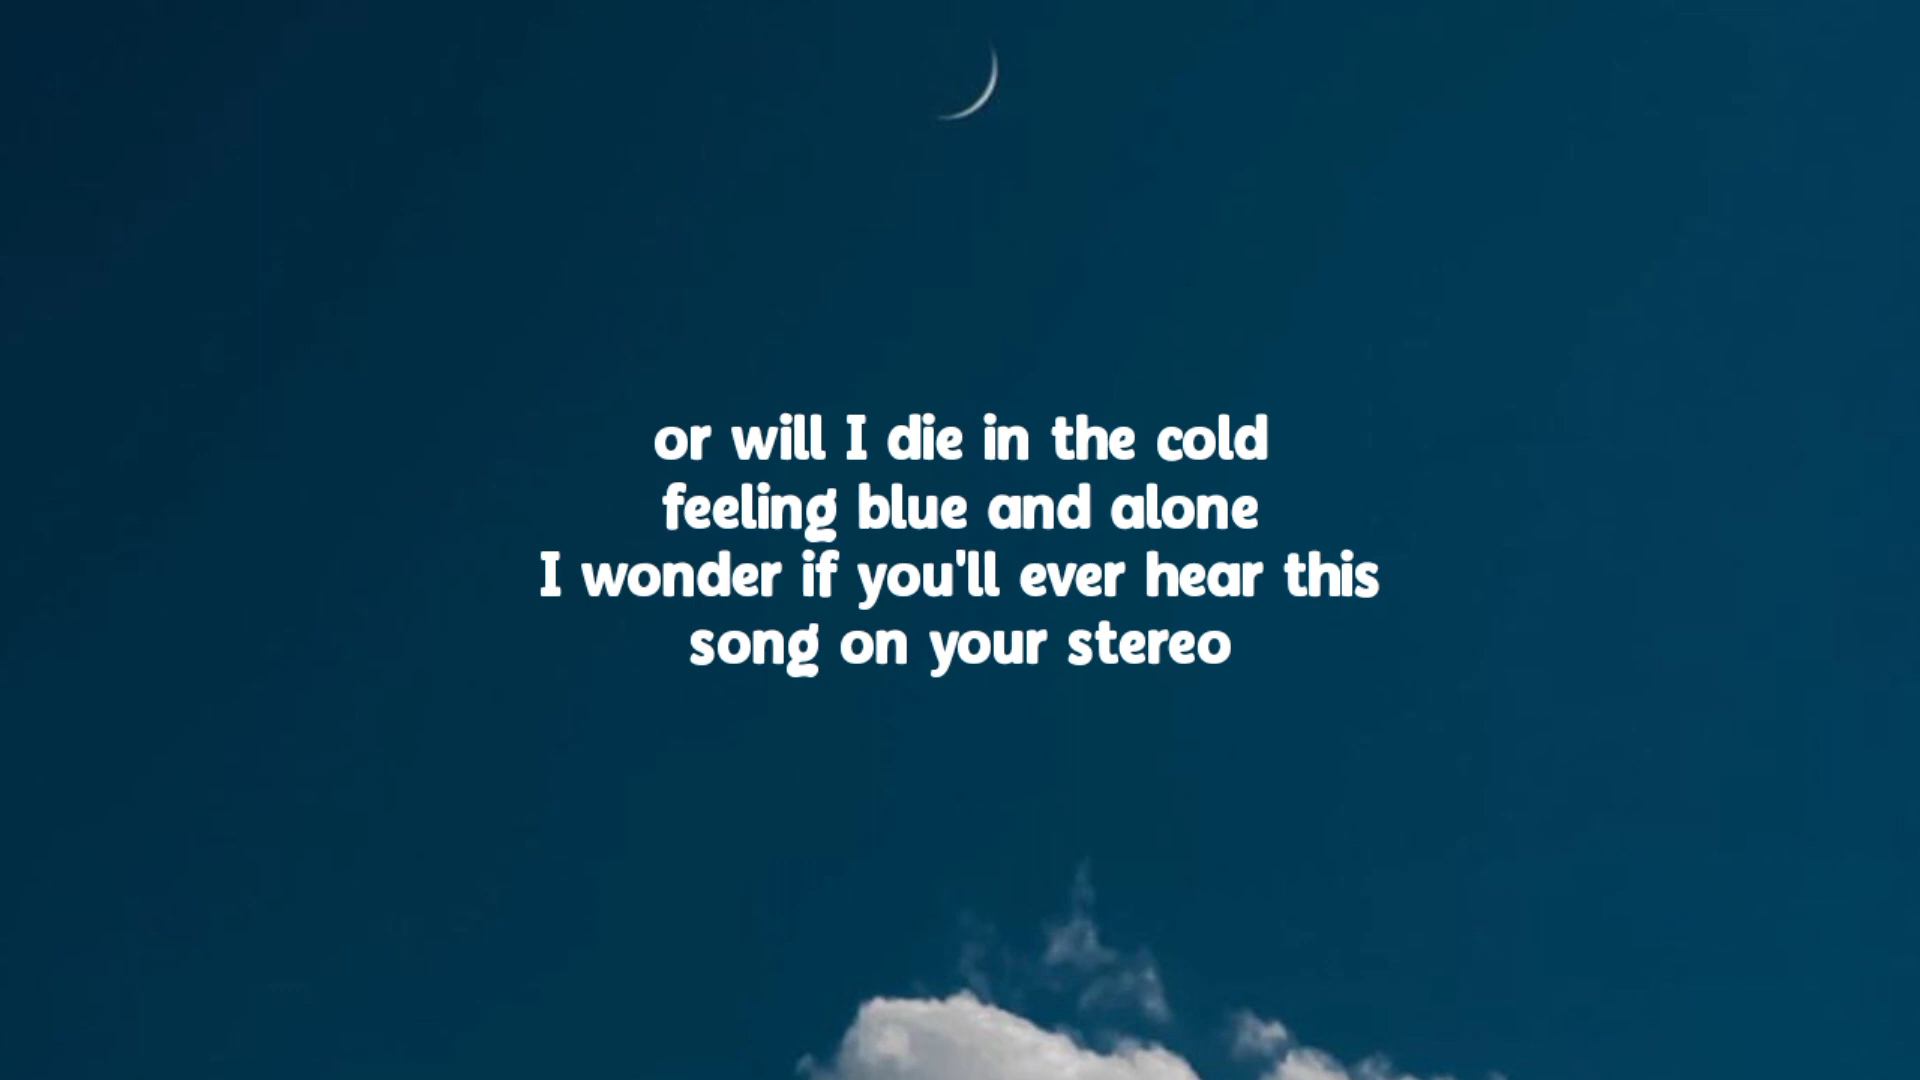 or will I die in the cold
feeling blue and alone
I wonder if you'll ever hear this
song on your stereo